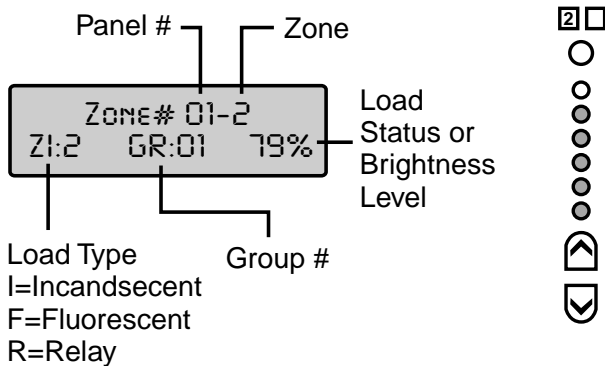 Panel #
Zone
2
ZONE# 01-2
ZI:2 GR:01 79%
Load
Status or
Brightness
Level
Load Type
I=Incandsecent
F=Fluorescent
R=Relay
Group #